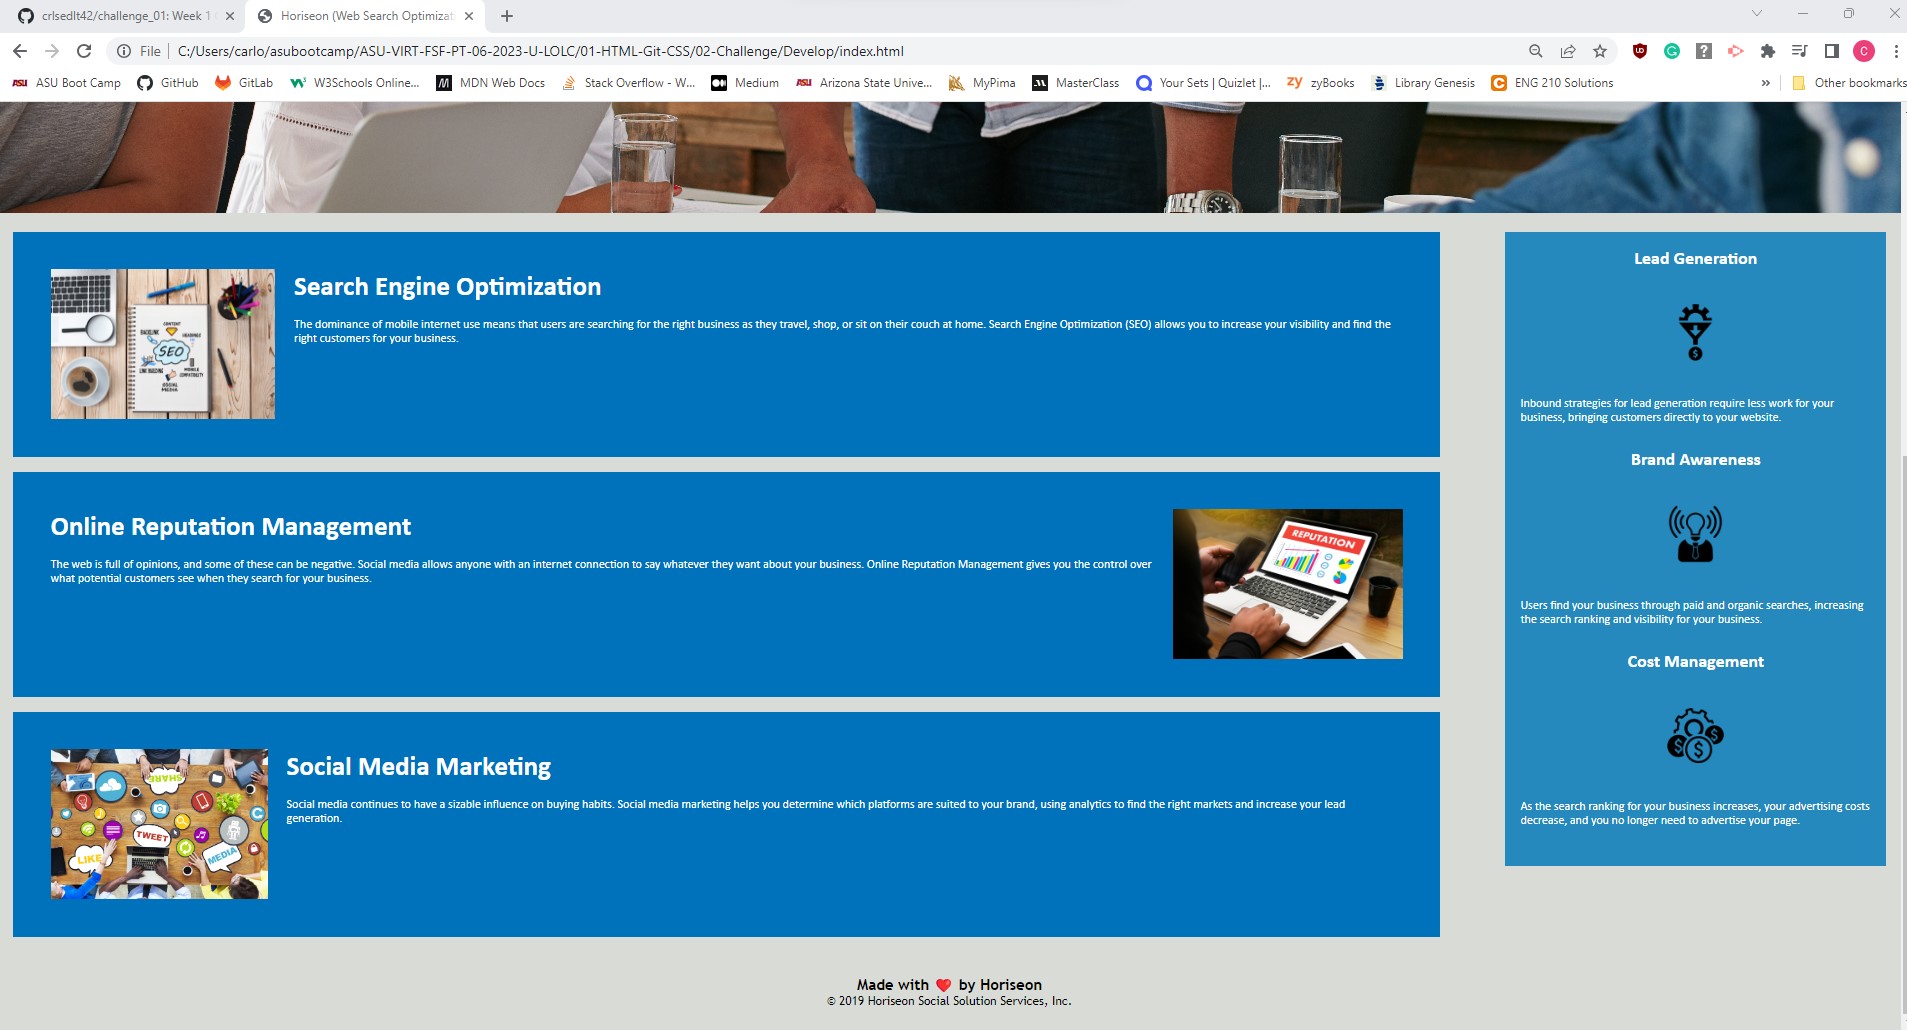 crlsedlt42/challenge_01: Week 1
Horiseon (Web Search Optimizat
File
C:/Users/carlo/asubootcamp/ASU-VIRT-FSF-PT-06-2023-U-LOLC/01-HTML-Git-CSS/02-Challenge/Develop/index.html
C
ASU Boot Camp
GitHub
GitLab
W3Schools Online...
MDN Web Docs
Stack Overflow - W...
Medium
Arizona State Unive...
MyPima
MasterClass
Your Sets | Quizlet |...
zyBooks
Library Genesis
ENG 210 Solutions
»
Other bookmarks
Search Engine Optimization
The dominance of mobile internet use means that users are searching for the right business as they travel, shop, or sit on their couch at home. Search Engine Optimization (SEO) allows you to increase your visibility and find the
right customers for your business.
CONTENT
SEO
LINK BUILDING
MOBILE
COMPATIBILITY
SOCIAL
MEDIA
Online Reputation Management
The web is full of opinions, and some of these can be negative. Social media allows anyone with an internet connection to say whatever they want about your business. Online Reputation Management gives you the control over
what potential customers see when they search for your business.
REPUTATION
Social Media Marketing
Social media continues to have a sizable influence on buying habits. Social media marketing helps you determine which platforms are suited to your brand, using analytics to find the right markets and increase your lead
generation.
SHARE
TWEET
LIKE
MEDIA
Lead Generation
Inbound strategies for lead generation require less work for your
business, bringing customers directly to your website.
Brand Awareness
Users find your business through paid and organic searches, increasing
the search ranking and visibility for your business.
Cost Management
As the search ranking for your business increases, your advertising costs
decrease, and you no longer need to advertise your page.
Made with ❤️ by Horiseon
© 2019 Horiseon Social Solution Services, Inc.